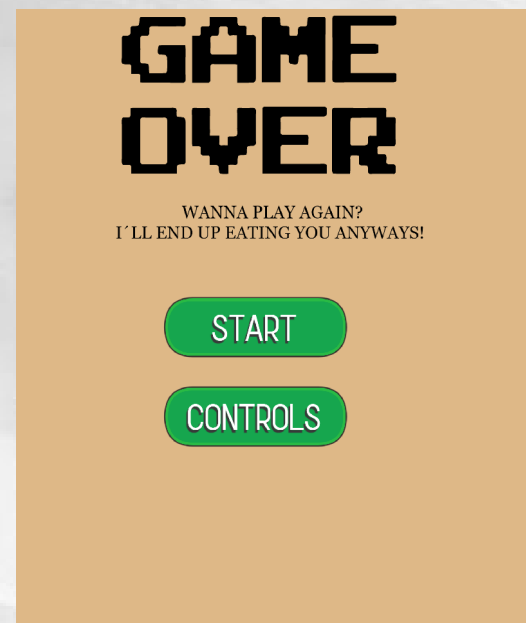 GAME
OVER
WANNA PLAY AGAIN?
I´LL END UP EATING YOU ANYWAYS!
START
CONTROLS